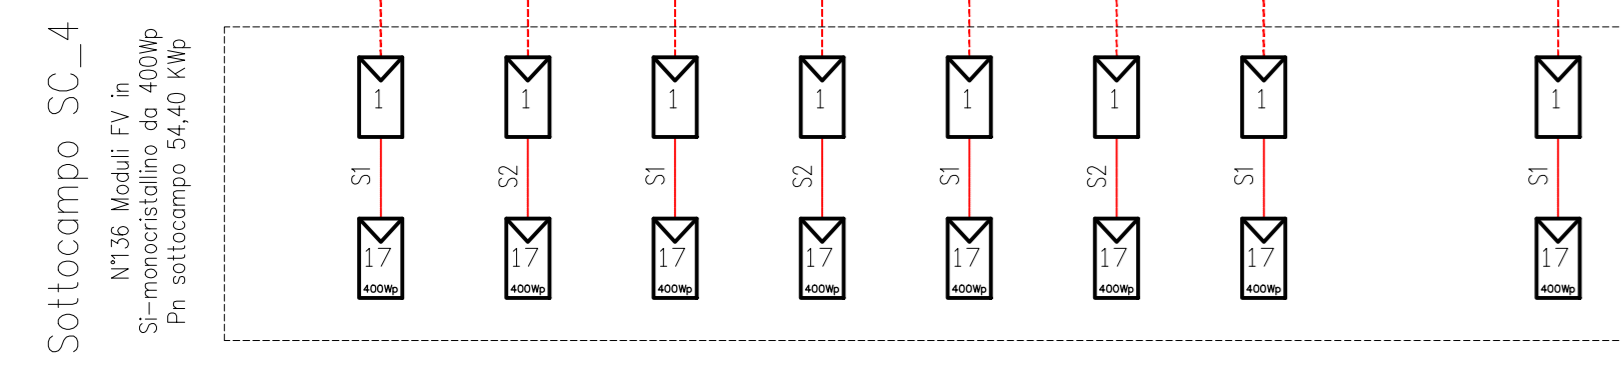 Sottocampo SC_4
N°136 Moduli FV in
Si-monocristallino da 400Wp
Pn sottocampo 54,40 KWp
1 1 1 1 1 1 1 1
S1 S2 S1 S2 S1 S2 S1 S1
17 17 17 17 17 17 17 17
400Wp 400Wp 400Wp 400Wp 400Wp 400Wp 400Wp 400Wp